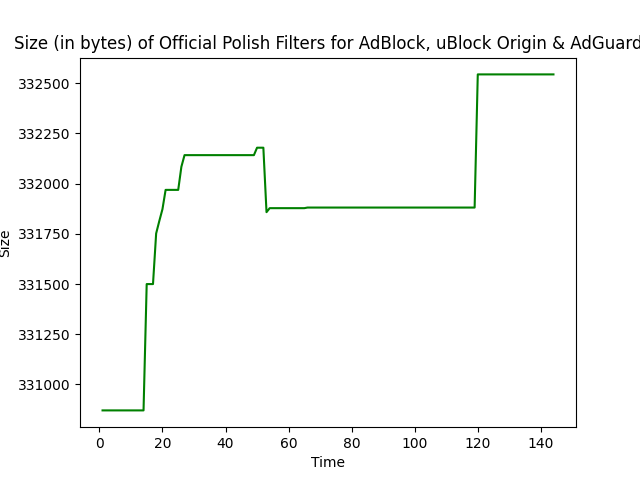 Size (in bytes) of Official Polish Filters for AdBlock, uBlock Origin & AdGuard
332500
332250
332000
331750
331500
331250
331000
Size
0 20 40 60 80 100 120 140
Time